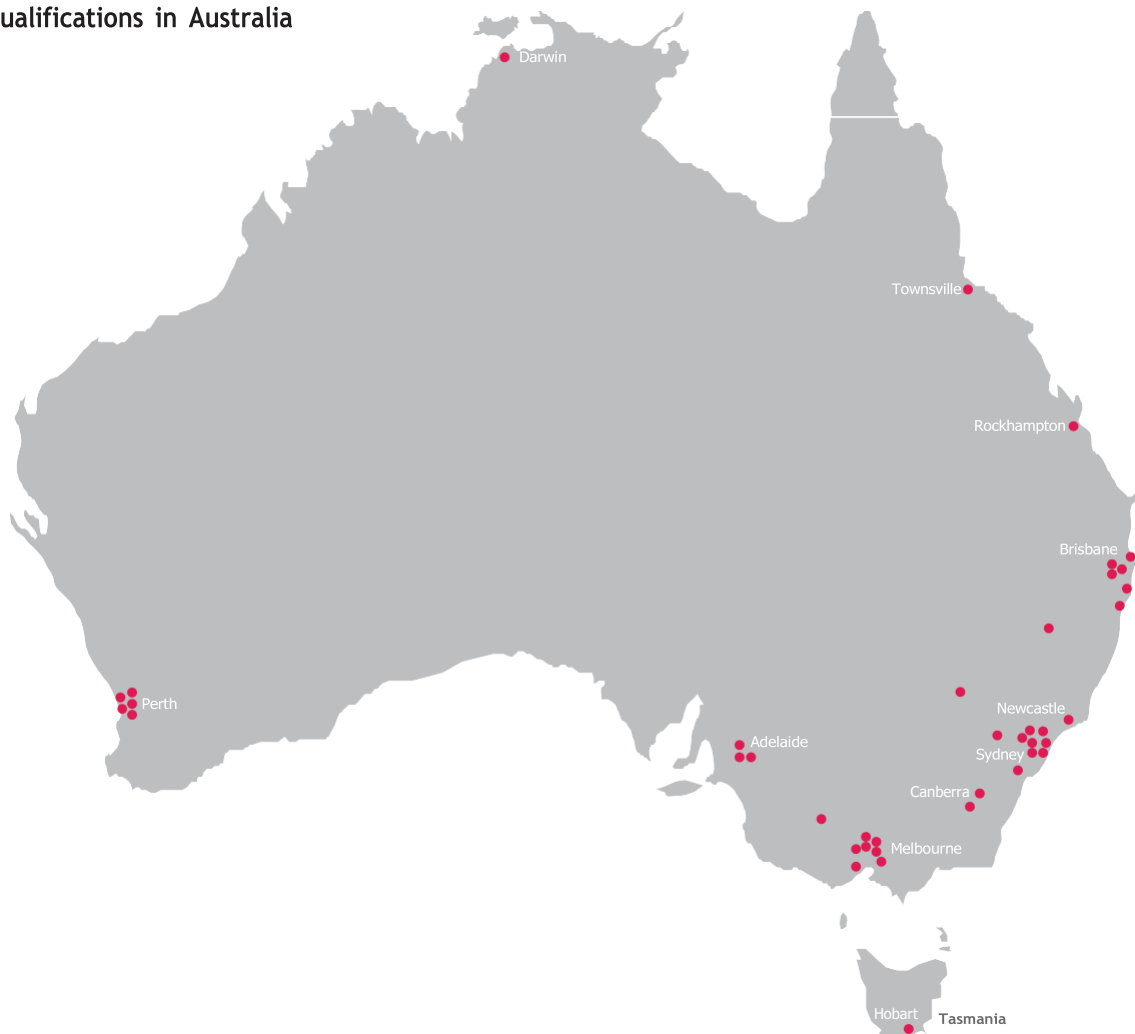 ualifications in Australia
Darwin
Townsville
Rockhampton
Brisbane
Perth
Newcastle
Adelaide
Sydney
Canberra
Melbourne
Hobart
Tasmania